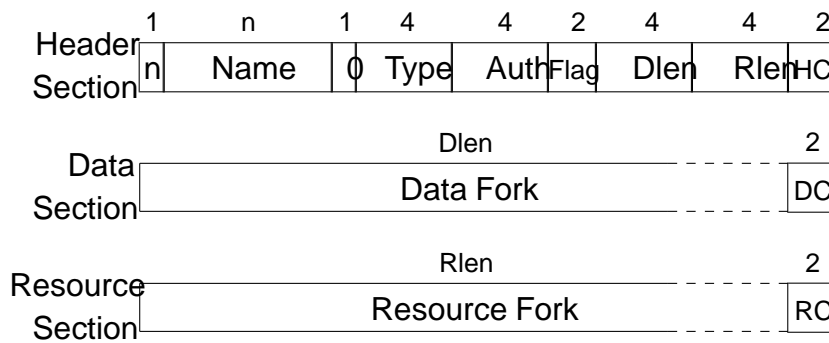 1 n 1 4 4 2 4 4 2
Header Section n Name 0 Type Auth Flag Dlen Rlen HC
Dlen 2
Data Section Data Fork DC
Rlen 2
Resource Section Resource Fork RC